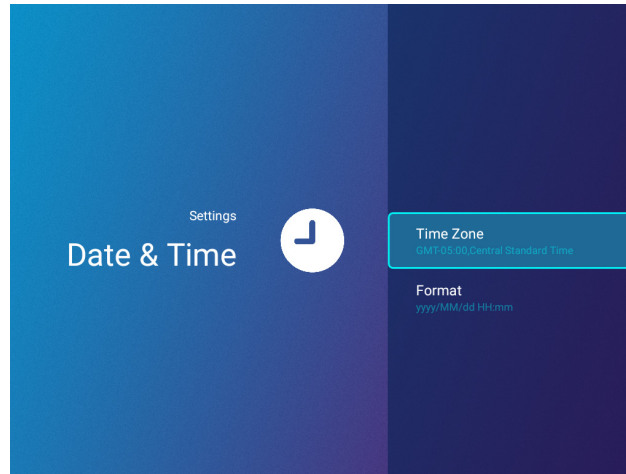 Settings
Date & Time
Time Zone
GMT-05:00,Central Standard Time
Format
yyyy/MM/dd HH:mm